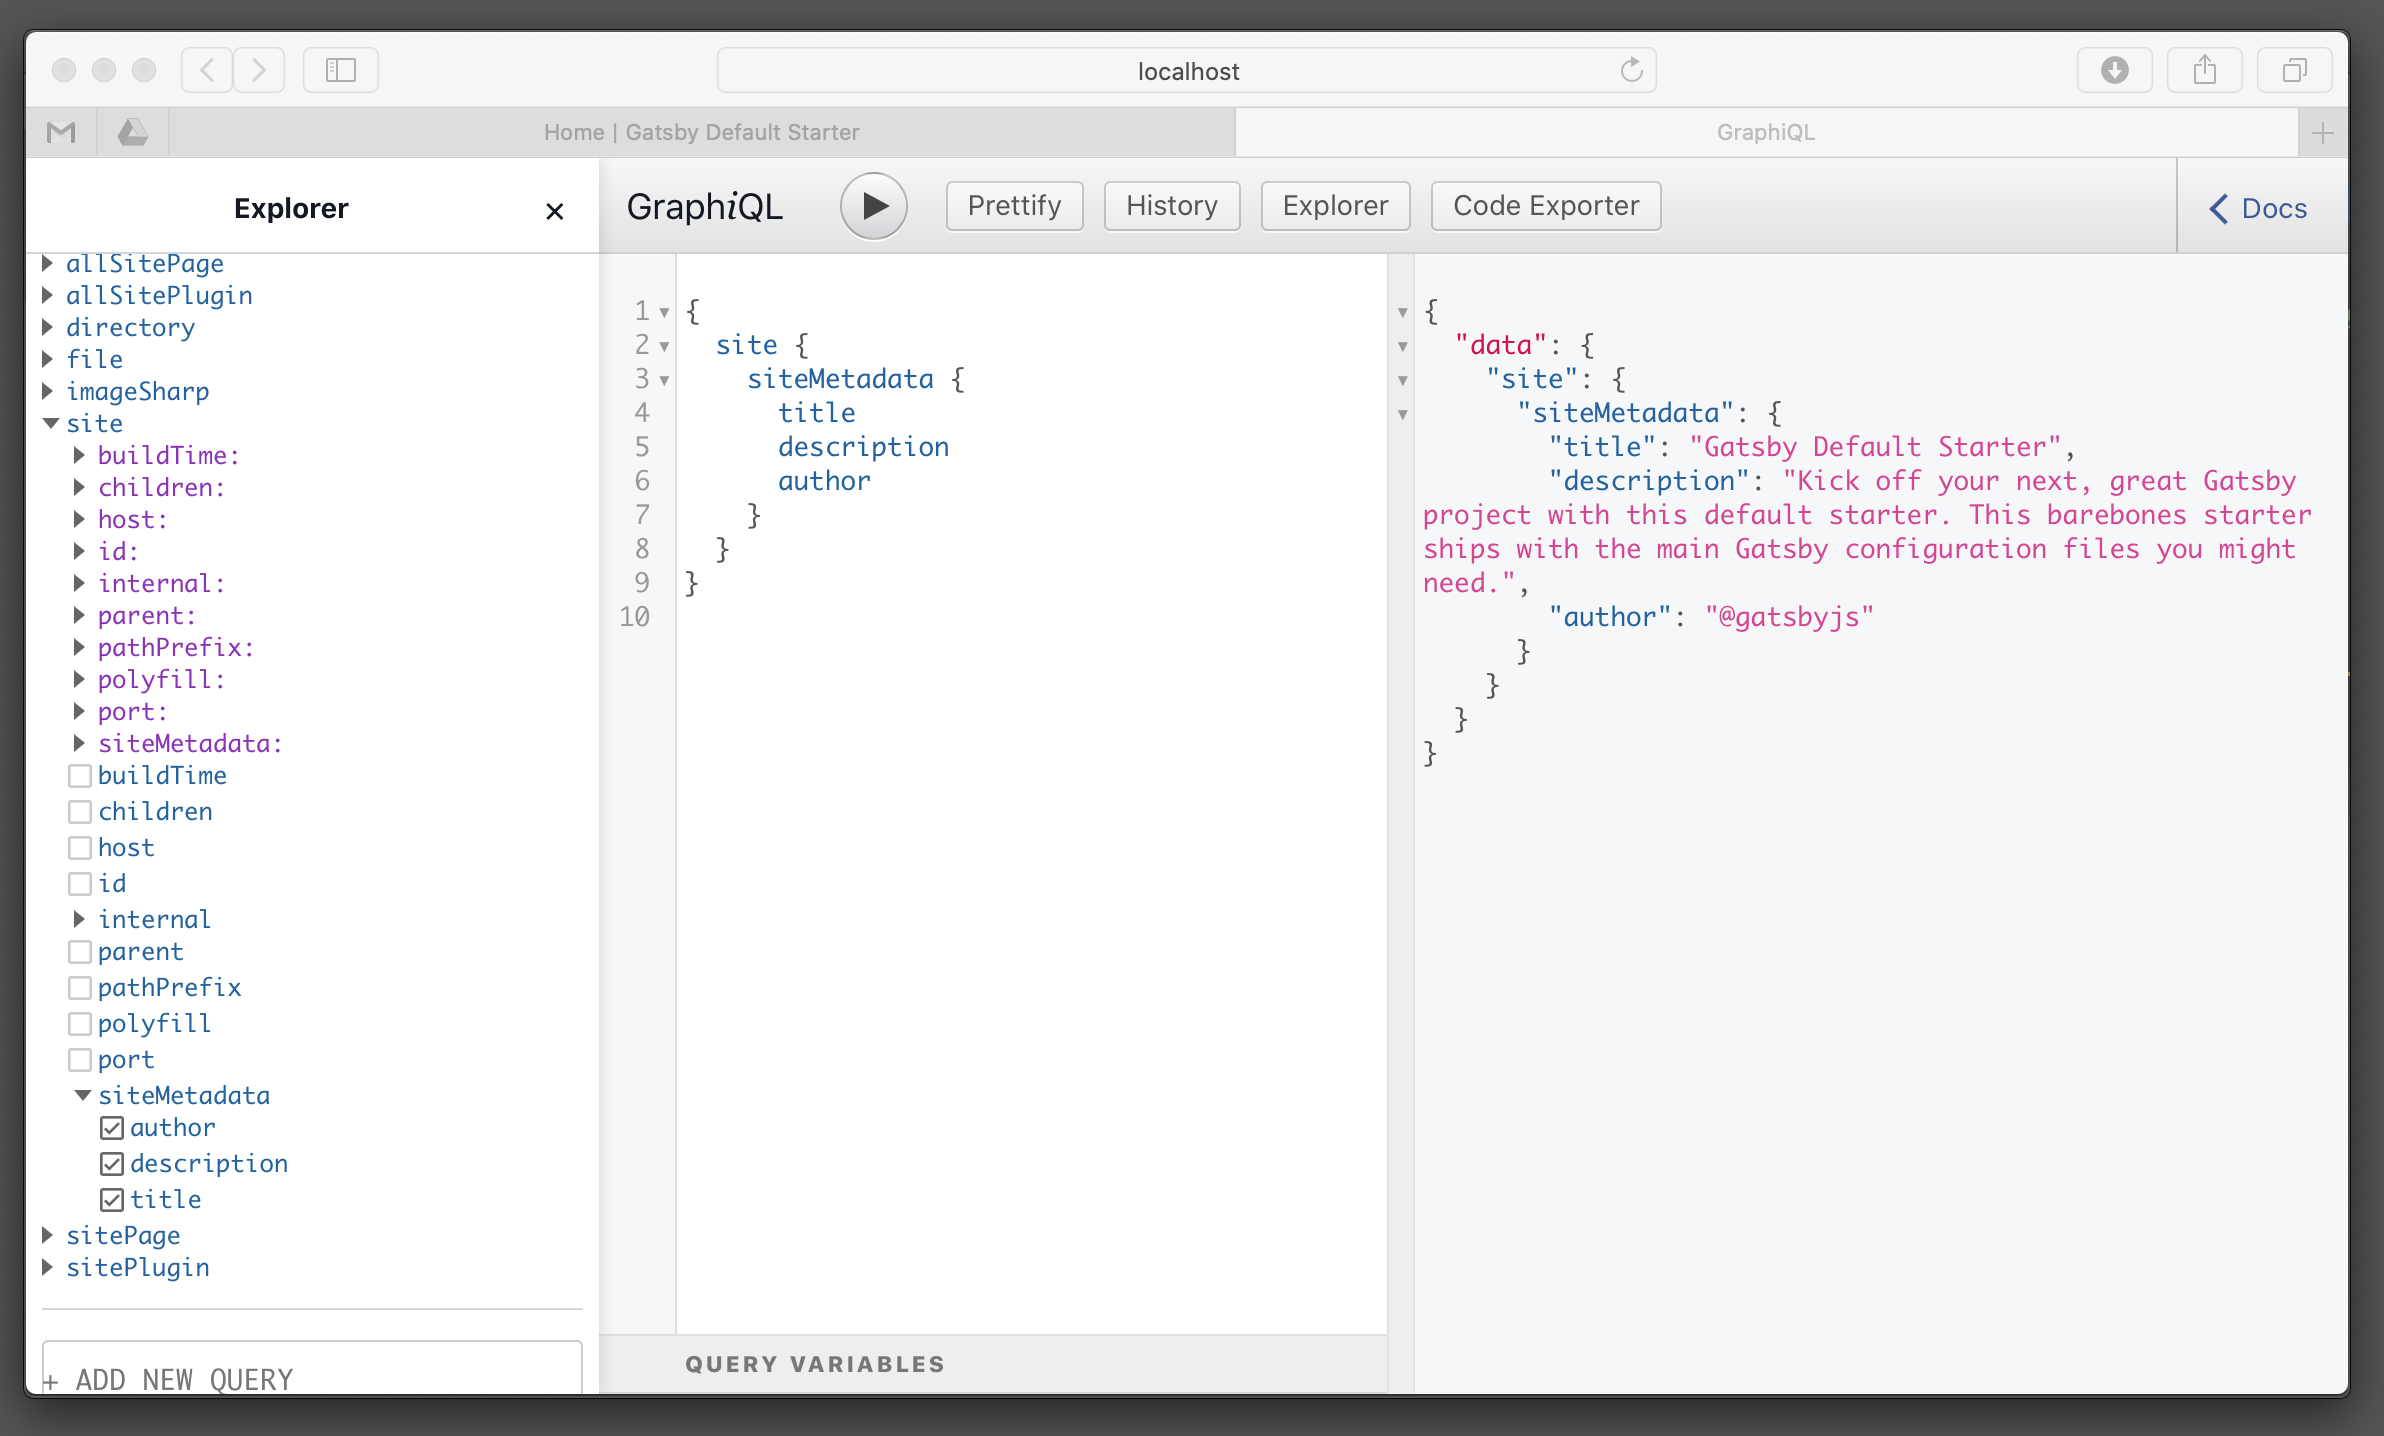 localhost
Home | Gatsby Default Starter
GraphiQL
Explorer
×
allSitePage
allSitePlugin
directory
file
imageSharp
site
buildTime:
children:
host:
id:
internal:
parent:
pathPrefix:
polyfill:
port:
siteMetadata:
buildTime
children
host
id
internal
parent
pathPrefix
polyfill
port
siteMetadata
author
description
title
sitePage
sitePlugin
+ ADD NEW QUERY
GraphiQL
Prettify
History
Explorer
Code Exporter
Docs
1 {
2 site {
3 siteMetadata {
4 title
5 description
6 author
7 }
8 }
9 }
10
QUERY VARIABLES
{
"data": {
"site": {
"siteMetadata": {
"title": "Gatsby Default Starter",
"description": "Kick off your next, great Gatsby
project with this default starter. This barebones starter
ships with the main Gatsby configuration files you might
need.",
"author": "@gatsbyjs"
}
}
}
}